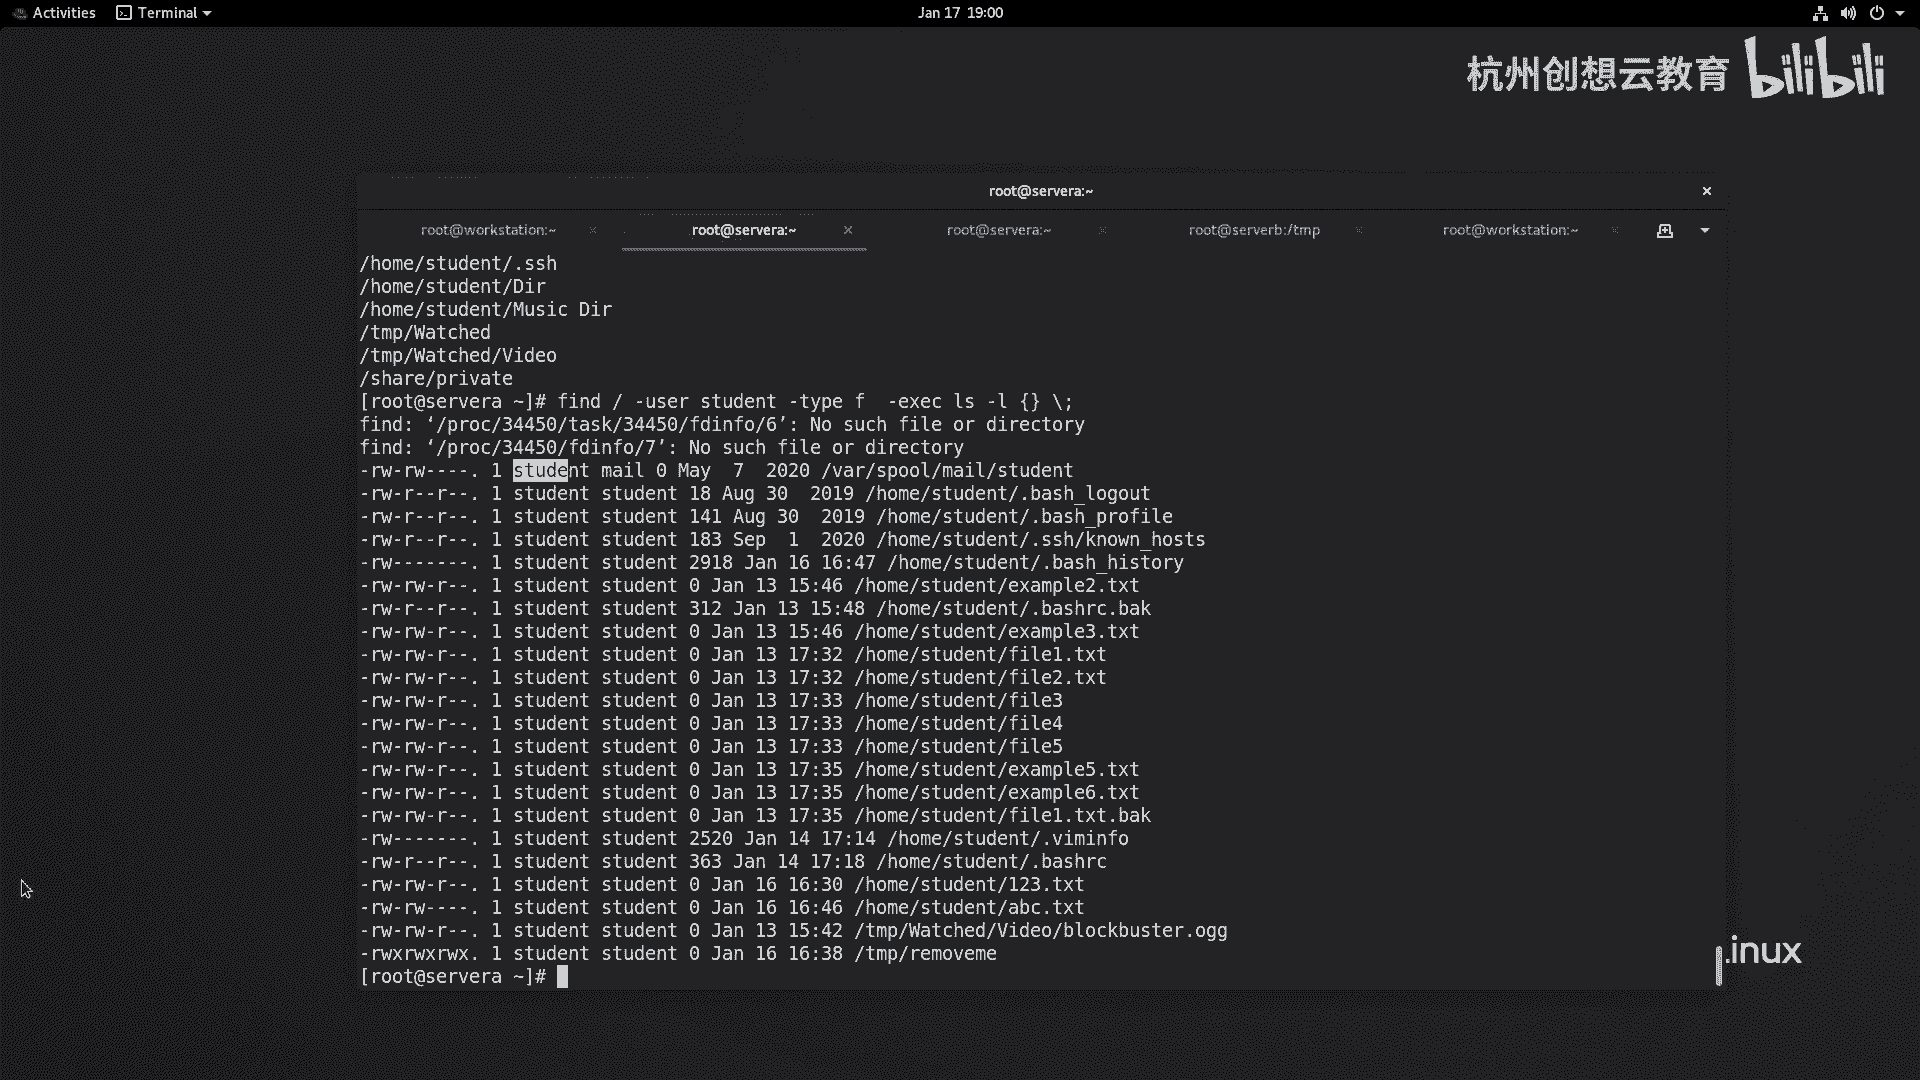 Activities
Terminal
Jan 17 19:00
杭州创想云教育 bilibili
root@servera:~
root@workstation:~
root@servera:~
root@servera:~
root@serverb:/tmp
root@workstation:~
/home/student/.ssh
/home/student/Dir
/home/student/Music Dir
/tmp/Watched
/tmp/Watched/Video
/share/private
[root@servera ~]# find / -user student -type f  -exec ls -l {} \;
find: ‘/proc/34450/task/34450/fdinfo/6’: No such file or directory
find: ‘/proc/34450/fdinfo/7’: No such file or directory
-rw-rw----. 1 student mail 0 May  7  2020 /var/spool/mail/student
-rw-r--r--. 1 student student 18 Aug 30  2019 /home/student/.bash_logout
-rw-r--r--. 1 student student 141 Aug 30  2019 /home/student/.bash_profile
-rw-r--r--. 1 student student 183 Sep  1  2020 /home/student/.ssh/known_hosts
-rw-------. 1 student student 2918 Jan 16 16:47 /home/student/.bash_history
-rw-rw-r--. 1 student student 0 Jan 13 15:46 /home/student/example2.txt
-rw-r--r--. 1 student student 312 Jan 13 15:48 /home/student/.bashrc.bak
-rw-rw-r--. 1 student student 0 Jan 13 15:46 /home/student/example3.txt
-rw-rw-r--. 1 student student 0 Jan 13 17:32 /home/student/file1.txt
-rw-rw-r--. 1 student student 0 Jan 13 17:32 /home/student/file2.txt
-rw-rw-r--. 1 student student 0 Jan 13 17:33 /home/student/file3
-rw-rw-r--. 1 student student 0 Jan 13 17:33 /home/student/file4
-rw-rw-r--. 1 student student 0 Jan 13 17:33 /home/student/file5
-rw-rw-r--. 1 student student 0 Jan 13 17:35 /home/student/example5.txt
-rw-rw-r--. 1 student student 0 Jan 13 17:35 /home/student/example6.txt
-rw-rw-r--. 1 student student 0 Jan 13 17:35 /home/student/file1.txt.bak
-rw-------. 1 student student 2520 Jan 14 17:14 /home/student/.viminfo
-rw-r--r--. 1 student student 363 Jan 14 17:18 /home/student/.bashrc
-rw-rw-r--. 1 student student 0 Jan 16 16:30 /home/student/123.txt
-rw-rw----. 1 student student 0 Jan 16 16:46 /home/student/abc.txt
-rw-rw-r--. 1 student student 0 Jan 13 15:42 /tmp/Watched/Video/blockbuster.ogg
-rwxrwxrwx. 1 student student 0 Jan 16 16:38 /tmp/removeme
[root@servera ~]#
inux